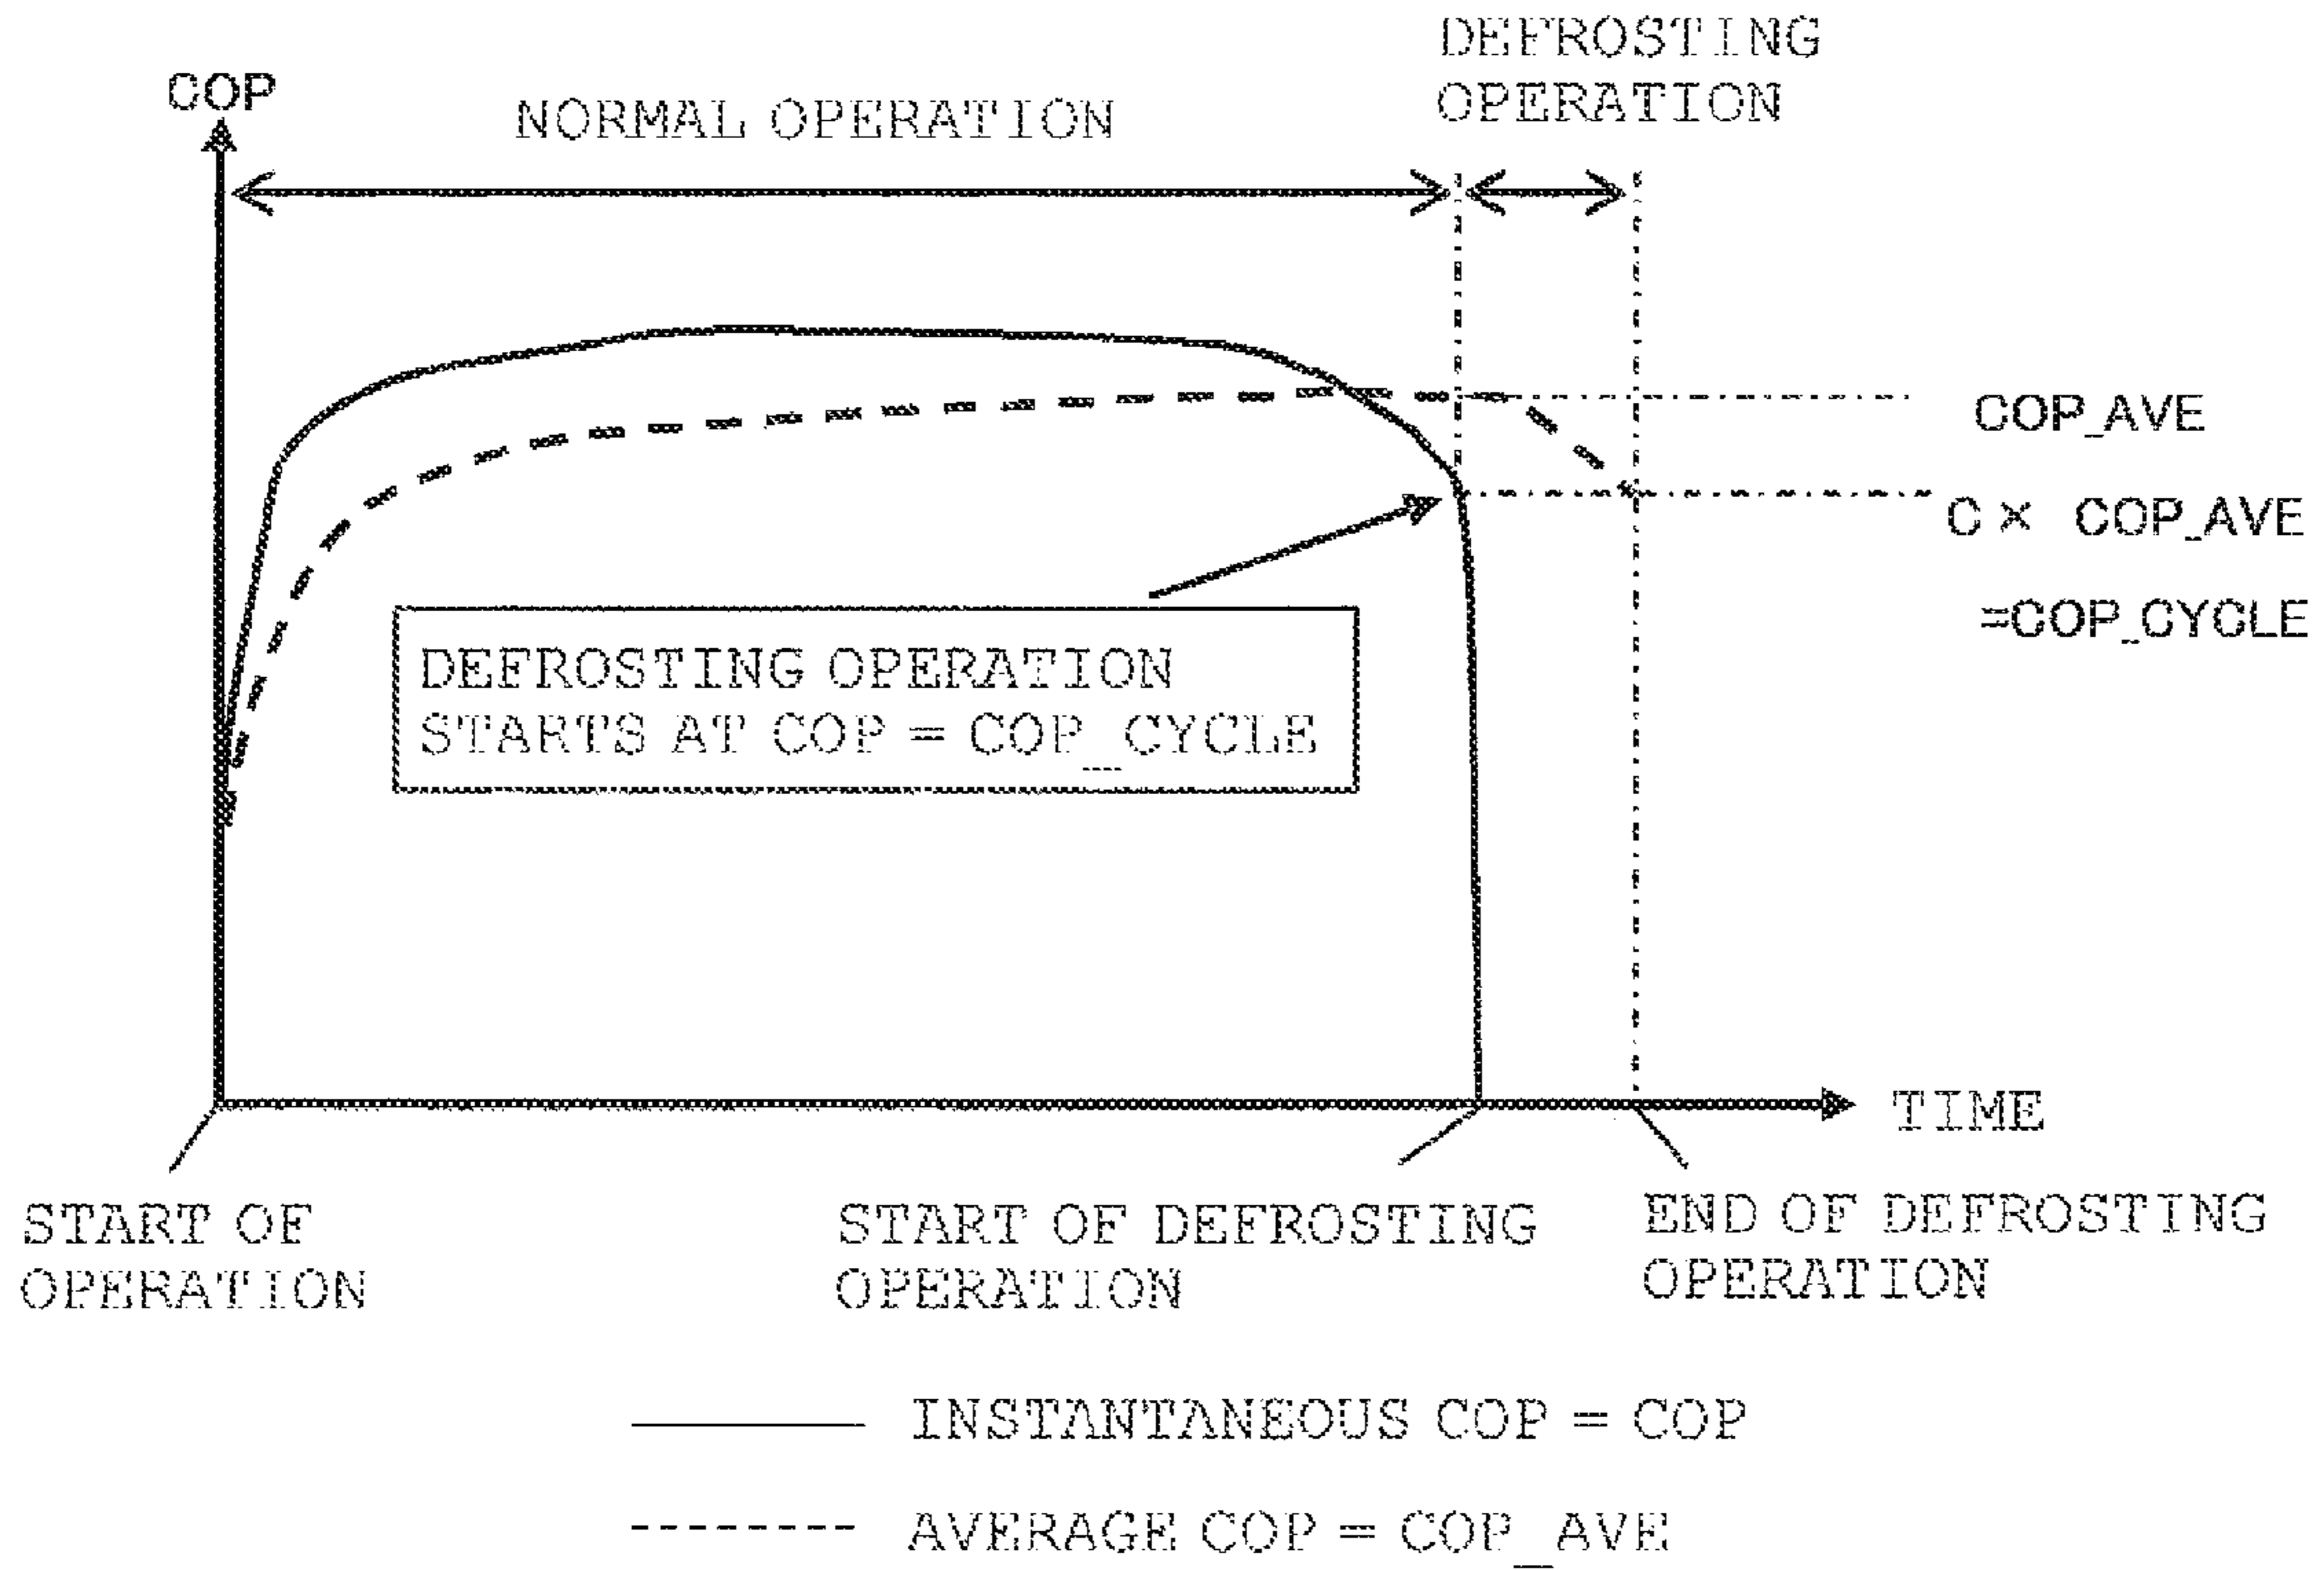 DEFROSTING
OPERATION
COP
NORMAL OPERATION
COP_AVE
C × COP_AVE
=COP_CYCLE
DEFROSTING OPERATION
STARTS AT COP = COP_CYCLE
TIME
START OF
OPERATION
START OF DEFROSTING
OPERATION
END OF DEFROSTING
OPERATION
INSTANTANEOUS COP = COP
AVERAGE COP = COP_AVE